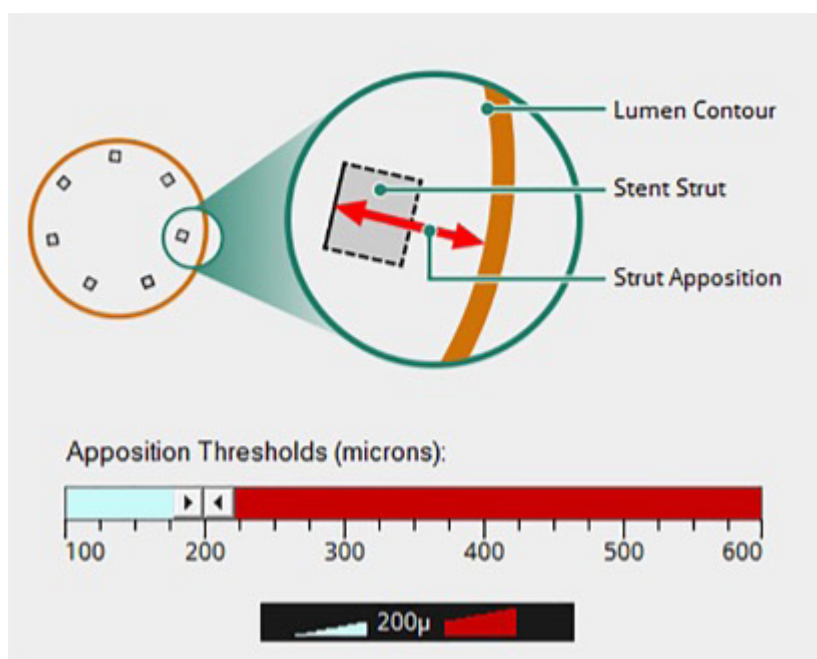 Lumen Contour
Stent Strut
Strut Apposition
Apposition Thresholds (microns):
100 200 300 400 500 600
200μ